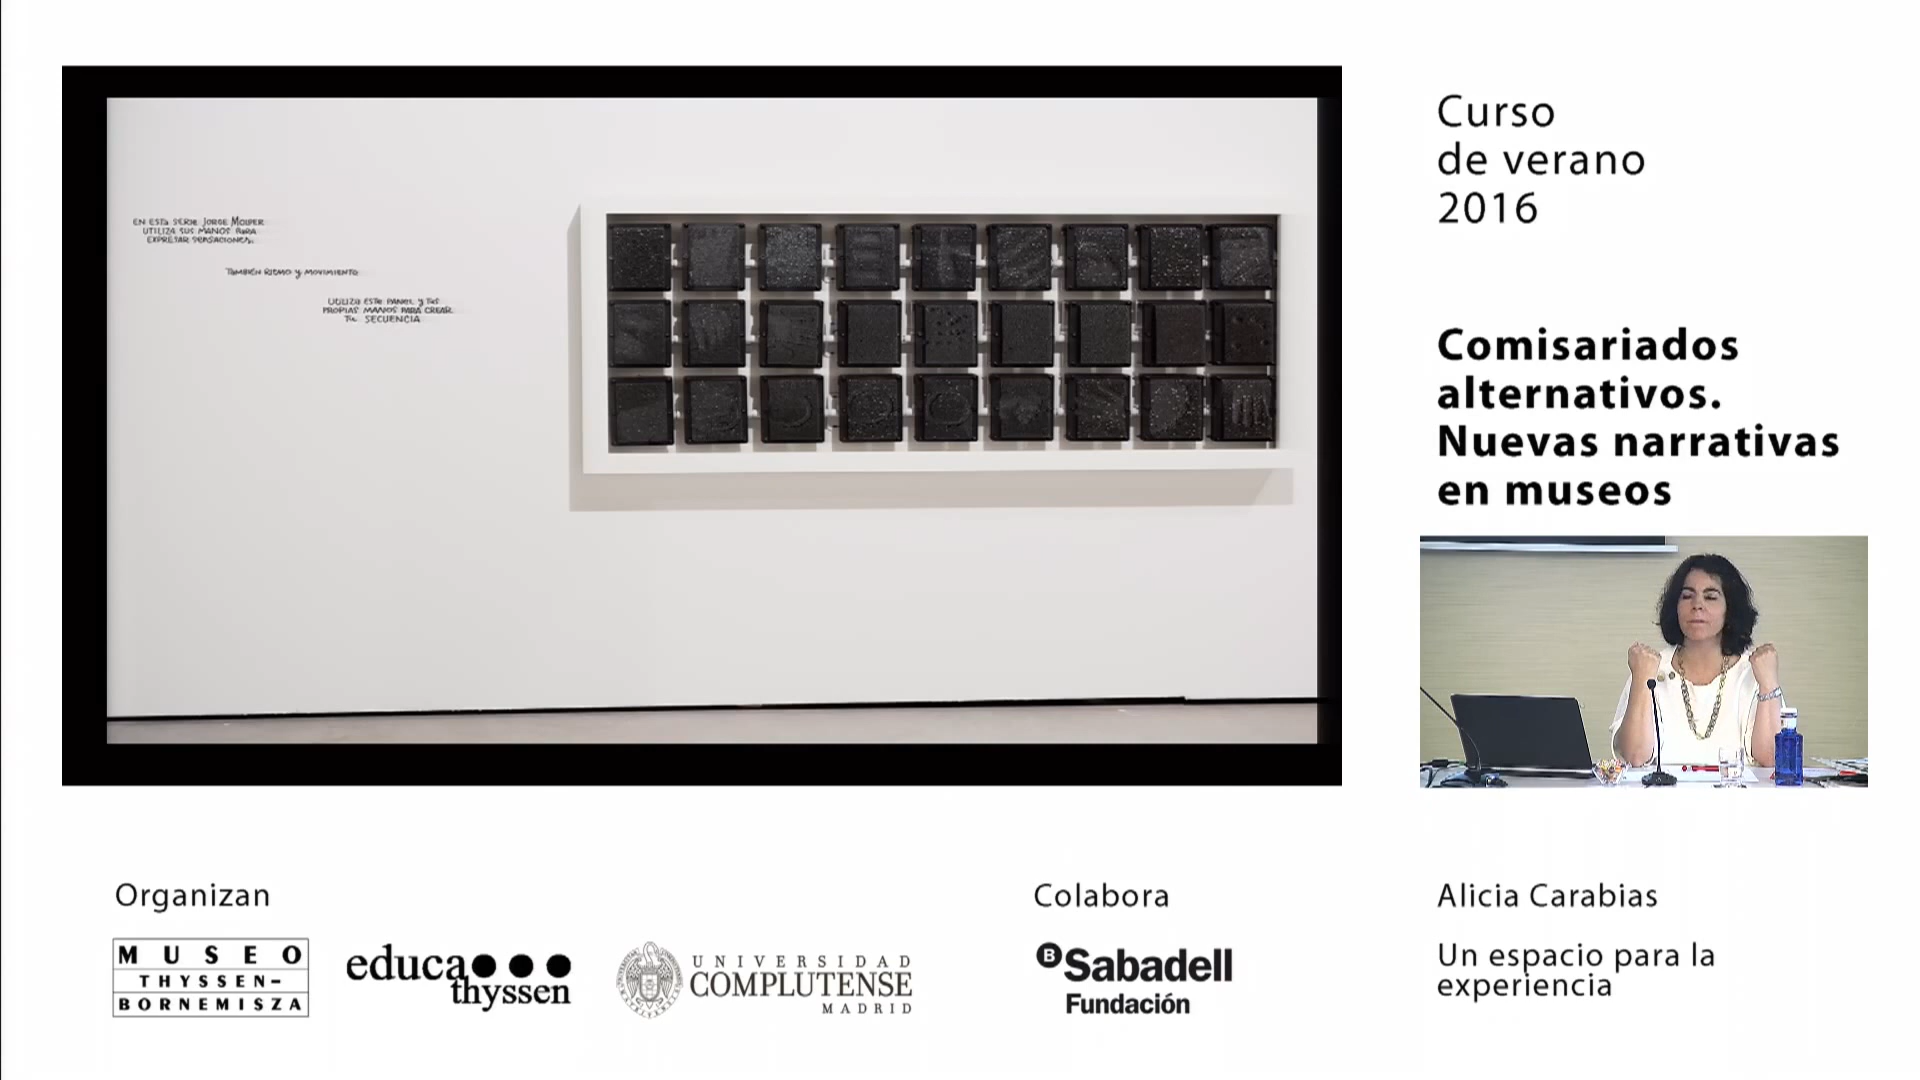 EN ESTA SERIE JORGE MOLDER
UTILIZA SUS MANOS PARA
EXPRESAR SENSACIONES.
TAMBIÉN RITMO Y MOVIMIENTO
UTILIZA ESTE PANEL Y TUS
PROPIAS MANOS PARA CREAR
TU SECUENCIA
Curso
de verano
2016
Comisariados
alternativos.
Nuevas narrativas
en museos
Organizan
MUSEO
THYSSEN-
BORNEMISZA
educa
thyssen
UNIVERSIDAD
COMPLUTENSE
MADRID
Colabora
B Sabadell
Fundación
Alicia Carabias
Un espacio para la
experiencia